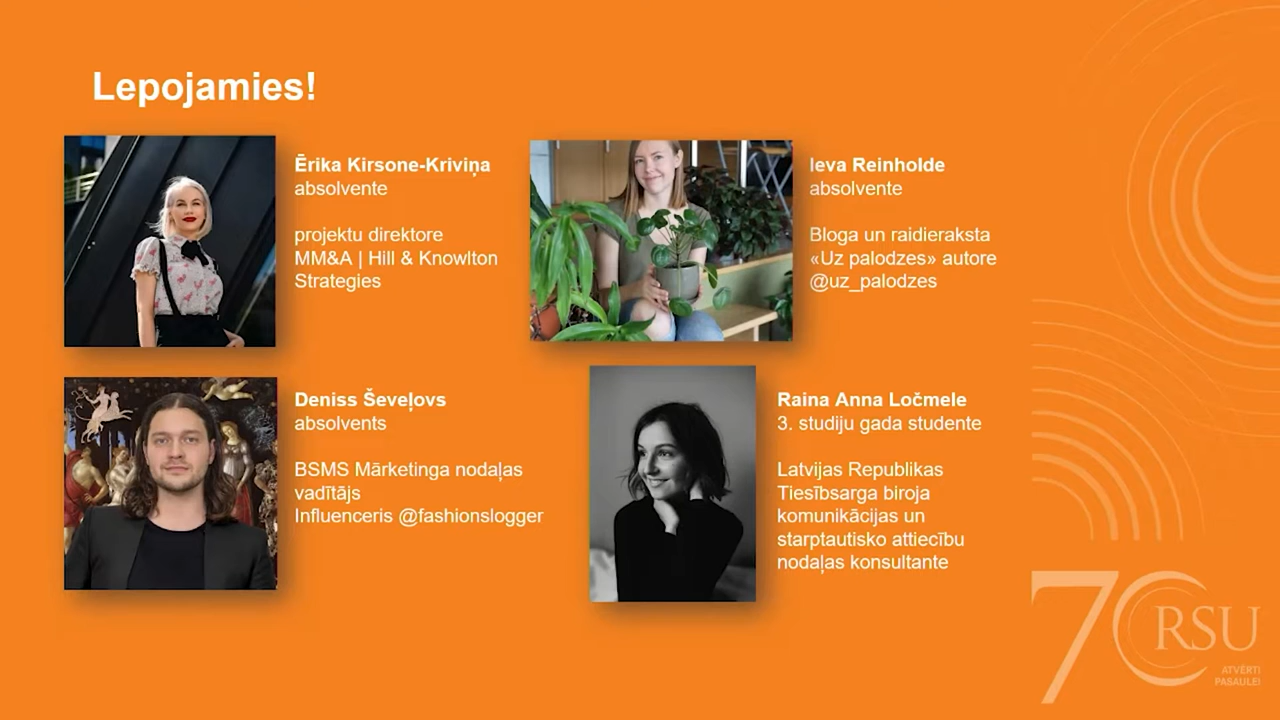 Lepojamies!
Ērika Kirsone-Kriviņa
absolvente
projektu direktore
MM&A | Hill & Knowlton
Strategies
Ieva Reinholde
absolvente
Bloga un raidieraksta
«Uz palodzes» autore
@uz_palodzes
Deniss Ševeļovs
absolvents
BSMS Mārketinga nodaļas
vadītājs
Influenceris @fashionslogger
Raina Anna Ločmele
3. studiju gada studente
Latvijas Republikas
Tiesībsarga biroja
komunikācijas un
starptautisko attiecību
nodaļas konsultante
70 RSU
ATVĒRTI
PASAULEI